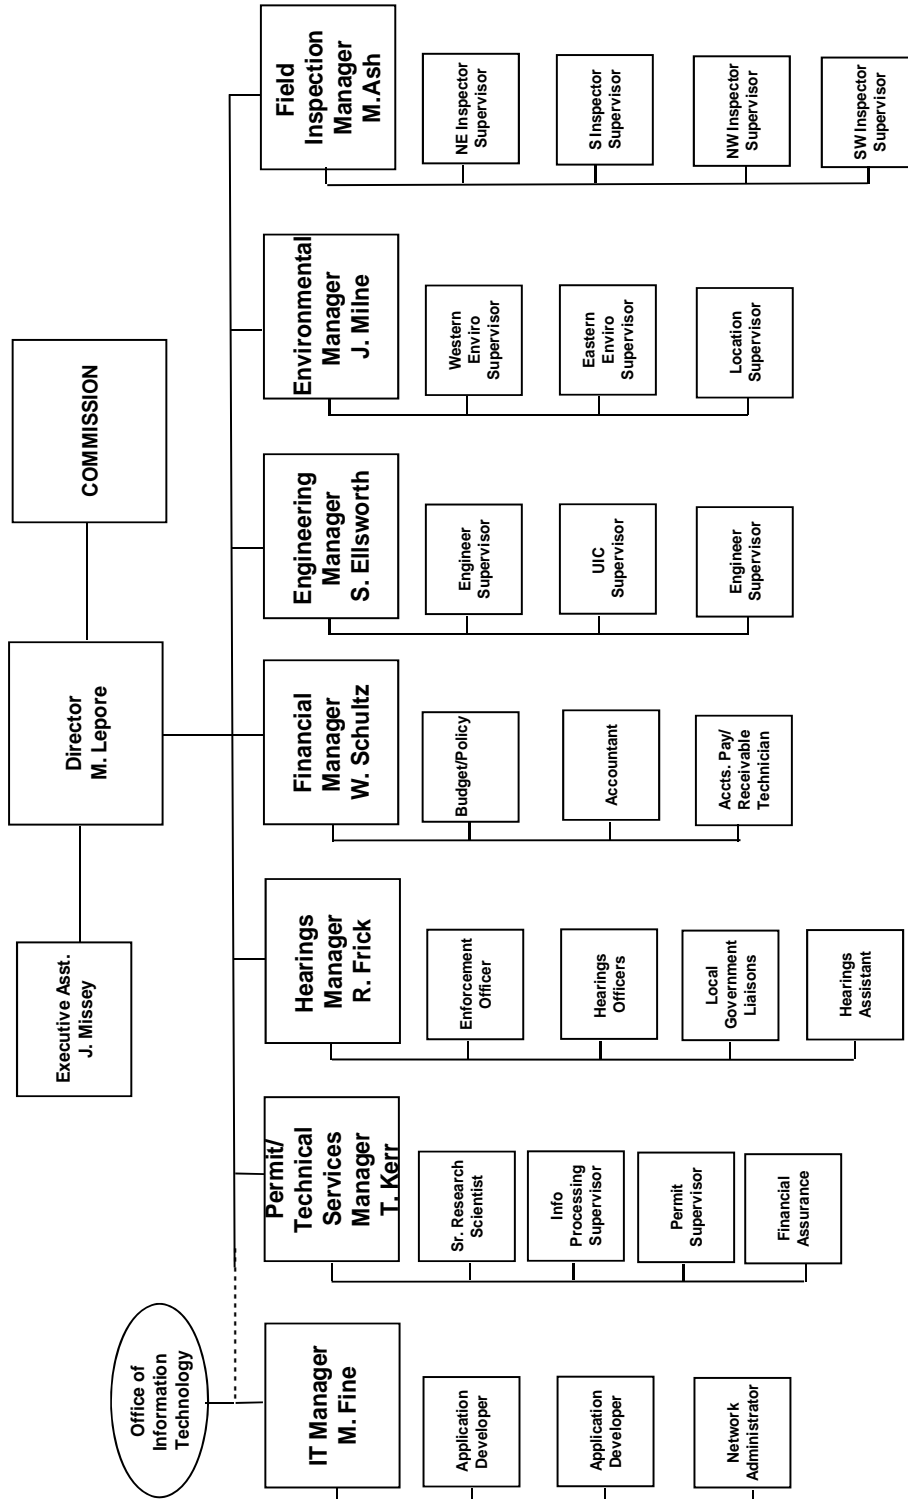 COMMISSION
Director
M. Lepore
Executive Asst.
J. Missey
Office of
Information
Technology
IT Manager
M. Fine
Application
Developer
Application
Developer
Network
Administrator
Permit/
Technical
Services
Manager
T. Kerr
Sr. Research
Scientist
Info
Processing
Supervisor
Permit
Supervisor
Financial
Assurance
Hearings
Manager
R. Frick
Enforcement
Officer
Hearings
Officers
Local
Government
Liaisons
Hearings
Assistant
Financial
Manager
W. Schultz
Budget/Policy
Accountant
Accts. Pay/
Receivable
Technician
Engineering
Manager
S. Ellsworth
Engineer
Supervisor
UIC
Supervisor
Engineer
Supervisor
Environmental
Manager
J. Milne
Western
Enviro
Supervisor
Eastern
Enviro
Supervisor
Location
Supervisor
Field
Inspection
Manager
M.Ash
NE Inspector
Supervisor
S Inspector
Supervisor
NW Inspector
Supervisor
SW Inspector
Supervisor